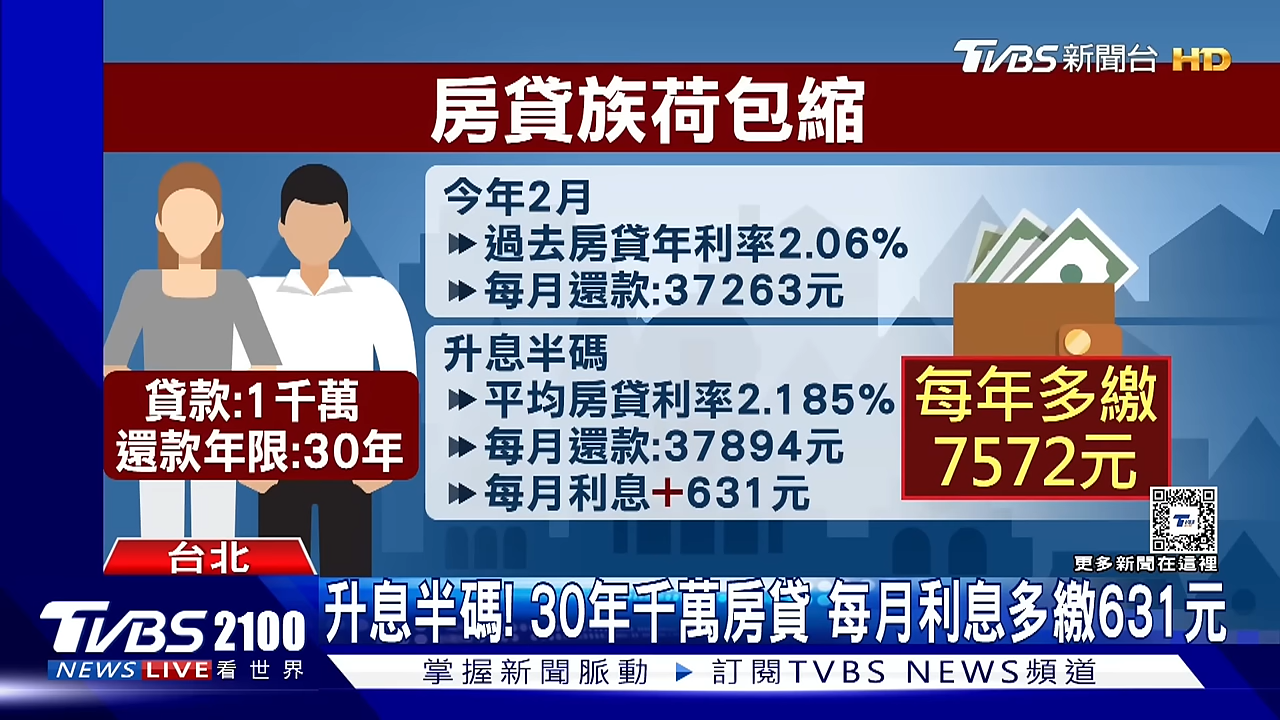 TVBS新聞台 HD
房貸族荷包縮
今年2月
過去房貸年利率2.06%
每月還款:37263元
升息半碼
平均房貸利率2.185%
每月還款:37894元
每月利息+631元
貸款:1千萬
還款年限:30年
每年多繳
7572元
TVBS
更多新聞在這裡
台北
升息半碼! 30年千萬房貸 每月利息多繳631元
TVBS 2100
NEWS LIVE 看世界
掌握新聞脈動 訂閱TVBS NEWS頻道